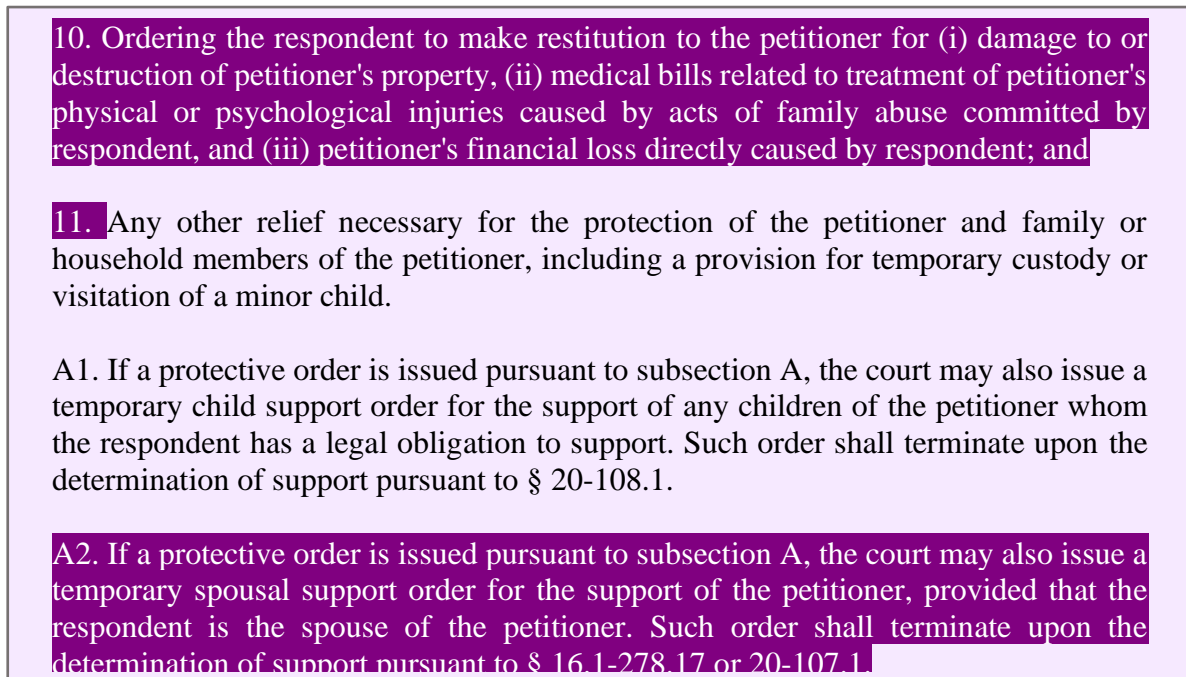 10. Ordering the respondent to make restitution to the petitioner for (i) damage to or
destruction of petitioner's property, (ii) medical bills related to treatment of petitioner's
physical or psychological injuries caused by acts of family abuse committed by
respondent, and (iii) petitioner's financial loss directly caused by respondent; and
11. Any other relief necessary for the protection of the petitioner and family or
household members of the petitioner, including a provision for temporary custody or
visitation of a minor child.
A1. If a protective order is issued pursuant to subsection A, the court may also issue a
temporary child support order for the support of any children of the petitioner whom
the respondent has a legal obligation to support. Such order shall terminate upon the
determination of support pursuant to § 20-108.1.
A2. If a protective order is issued pursuant to subsection A, the court may also issue a
temporary spousal support order for the support of the petitioner, provided that the
respondent is the spouse of the petitioner. Such order shall terminate upon the
determination of support pursuant to § 16.1-278.17 or 20-107.1.